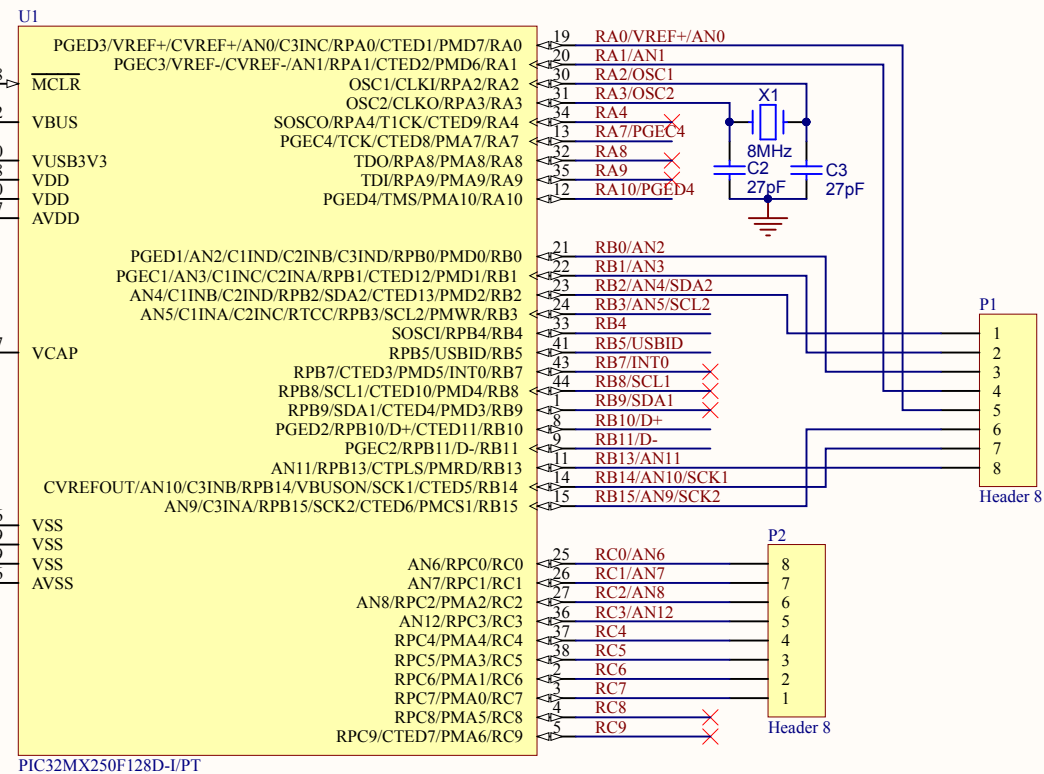 U1
PGED3/VREF+/CVREF+/AN0/C3INC/RPA0/CTED1/PMD7/RA0 19 RA0/VREF+/AN0
PGEC3/VREF-/CVREF-/AN1/RPA1/CTED2/PMD6/RA1 20 RA1/AN1
MCLR OSC1/CLKI/RPA2/RA2 30 RA2/OSC1
OSC2/CLKO/RPA3/RA3 31 RA3/OSC2 X1
VBUS SOSCO/RPA4/T1CK/CTED9/RA4 34 RA4
PGEC4/TCK/CTED8/PMA7/RA7 13 RA7/PGEC4 8MHz
VUSB3V3 TDO/RPA8/PMA8/RA8 32 RA8 C2 C3
VDD TDI/RPA9/PMA9/RA9 35 RA9 27pF 27pF
VDD PGED4/TMS/PMA10/RA10 12 RA10/PGED4
AVDD
PGED1/AN2/C1IND/C2INB/C3IND/RPB0/PMD0/RB0 21 RB0/AN2
PGEC1/AN3/C1INC/C2INA/RPB1/CTED12/PMD1/RB1 22 RB1/AN3
AN4/C1INB/C2IND/RPB2/SDA2/CTED13/PMD2/RB2 23 RB2/AN4/SDA2
AN5/C1INA/C2INC/RTCC/RPB3/SCL2/PMWR/RB3 24 RB3/AN5/SCL2 P1
SOSCI/RPB4/RB4 33 RB4 1
VCAP RPB5/USBID/RB5 41 RB5/USBID 2
RPB7/CTED3/PMD5/INT0/RB7 43 RB7/INT0 3
RPB8/SCL1/CTED10/PMD4/RB8 44 RB8/SCL1 4
RPB9/SDA1/CTED4/PMD3/RB9 1 RB9/SDA1 5
PGED2/RPB10/D+/CTED11/RB10 8 RB10/D+ 6
PGEC2/RPB11/D-/RB11 9 RB11/D- 7
AN11/RPB13/CTPLS/PMRD/RB13 11 RB13/AN11 8
CVREFOUT/AN10/C3INB/RPB14/VBUSON/SCK1/CTED5/RB14 14 RB14/AN10/SCK1
AN9/C3INA/RPB15/SCK2/CTED6/PMCS1/RB15 15 RB15/AN9/SCK2 Header 8
VSS
VSS P2
VSS AN6/RPC0/RC0 25 RC0/AN6 8
AVSS AN7/RPC1/RC1 26 RC1/AN7 7
AN8/RPC2/PMA2/RC2 27 RC2/AN8 6
AN12/RPC3/RC3 36 RC3/AN12 5
RPC4/PMA4/RC4 37 RC4 4
RPC5/PMA3/RC5 38 RC5 3
RPC6/PMA1/RC6 2 RC6 2
RPC7/PMA0/RC7 3 RC7 1
RPC8/PMA5/RC8 4 RC8 Header 8
RPC9/CTED7/PMA6/RC9 5 RC9
PIC32MX250F128D-I/PT